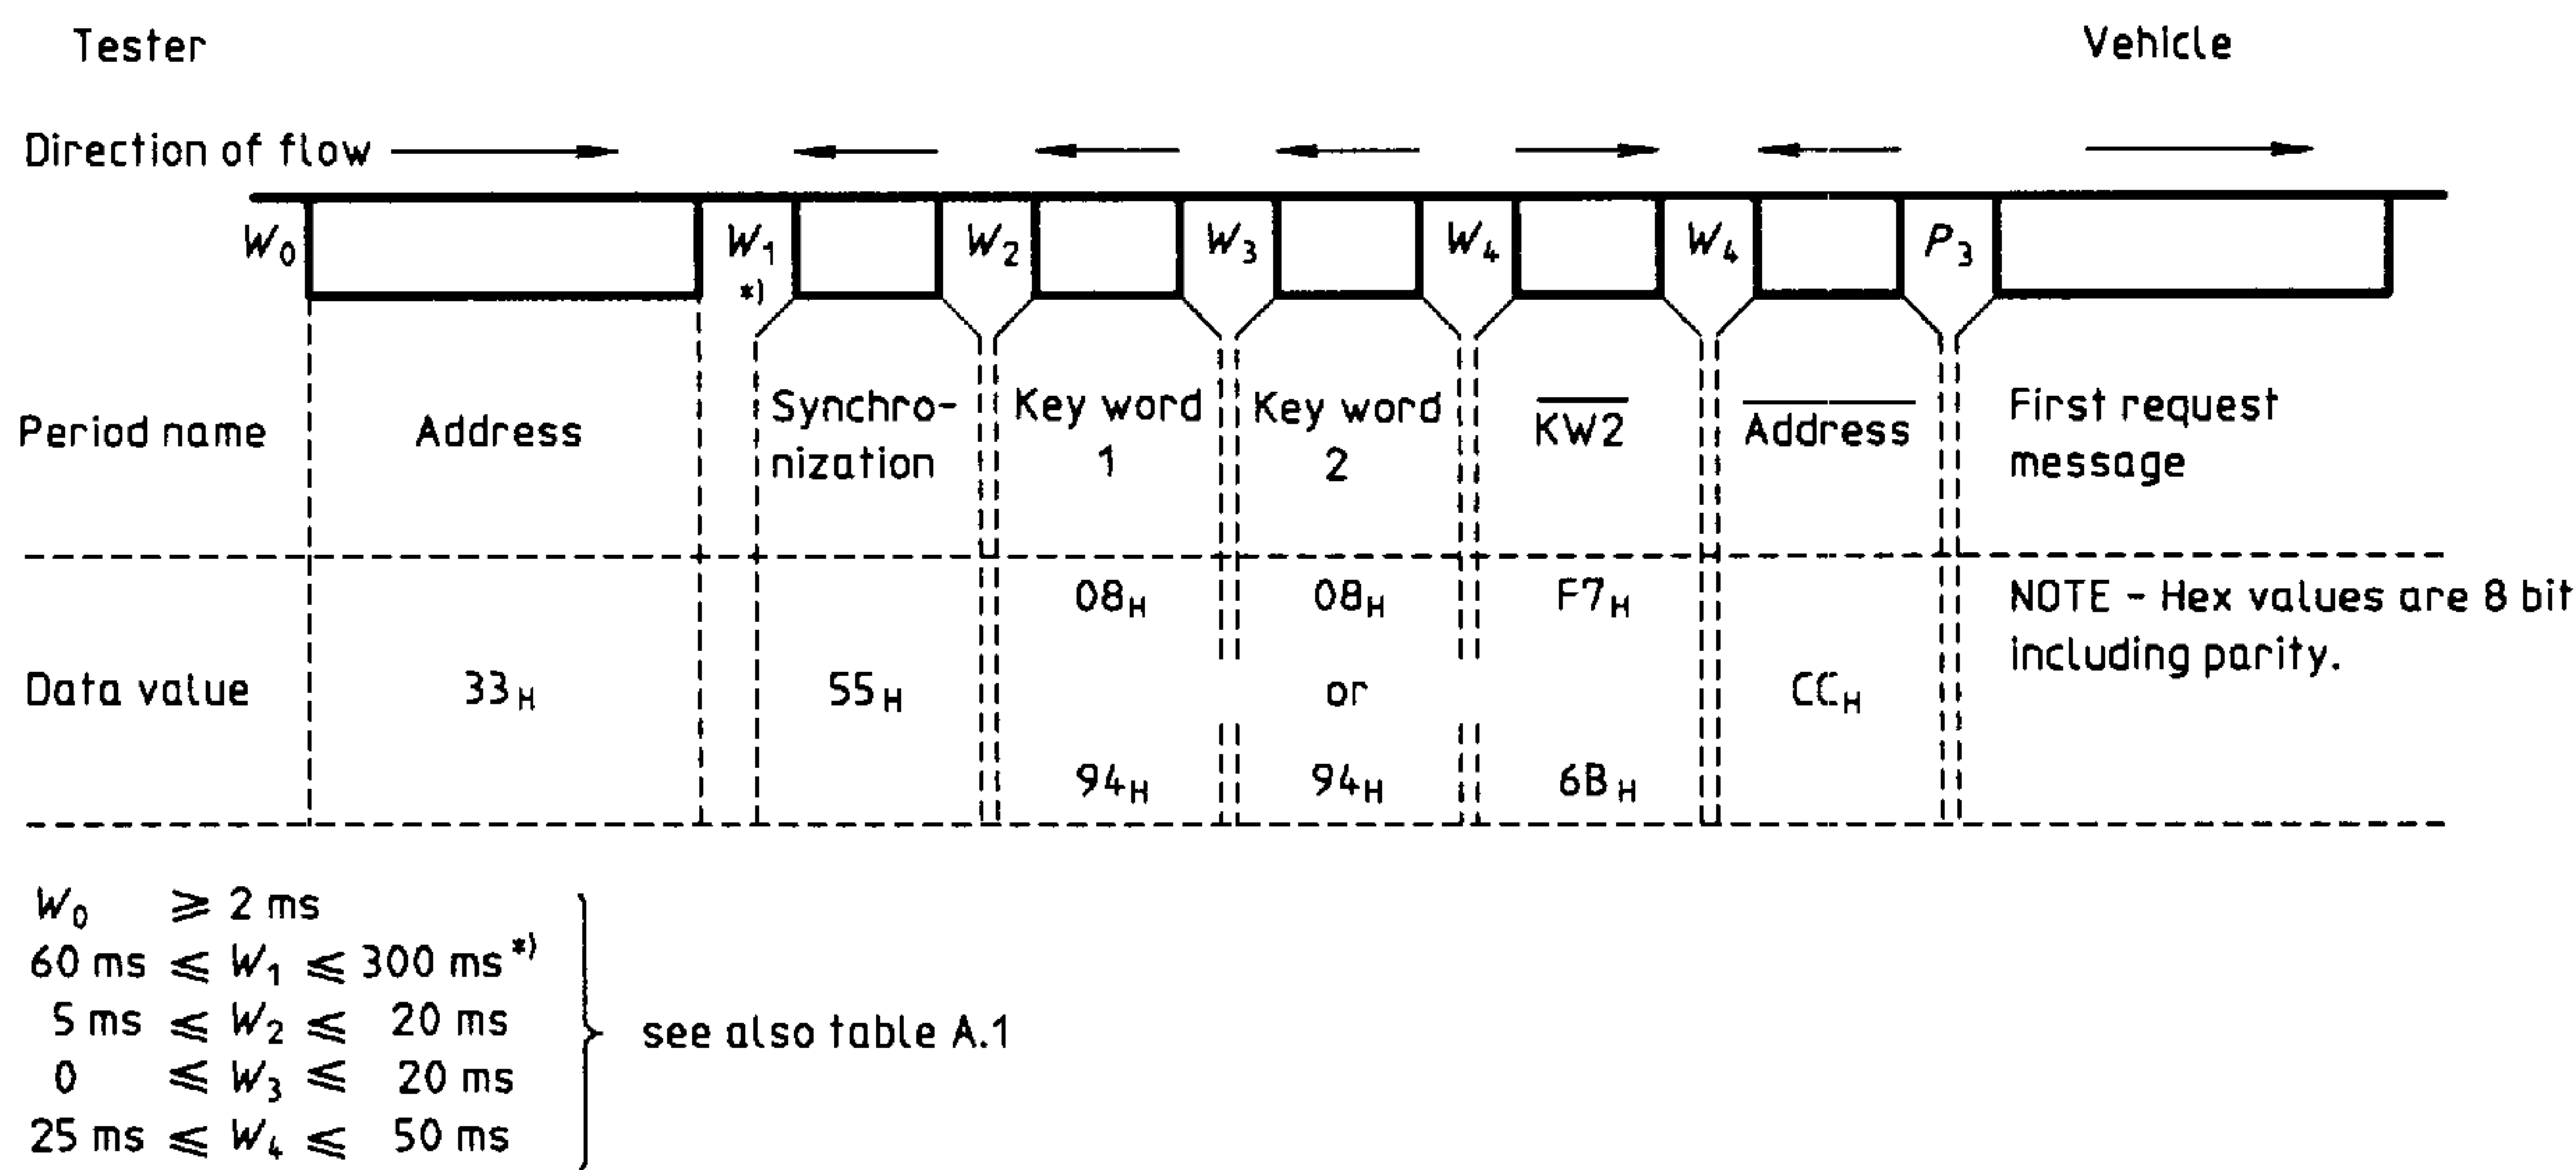 Tester Vehicle
Direction of flow
W₀ W₁ W₂ W₃ W₄ W₄ P₃
*)
Period name Address Synchro- Key word Key word K̅W̅2̅ A̅d̅d̅r̅e̅s̅s̅ First request
nization 1 2 message
08H 08H F7H NOTE - Hex values are 8 bit
including parity.
Data value 33H 55H or CCH
94H 94H 6BH
W₀ ⩾ 2 ms
60 ms ⩽ W₁ ⩽ 300 ms*)
5 ms ⩽ W₂ ⩽ 20 ms
0 ⩽ W₃ ⩽ 20 ms
25 ms ⩽ W₄ ⩽ 50 ms
see also table A.1